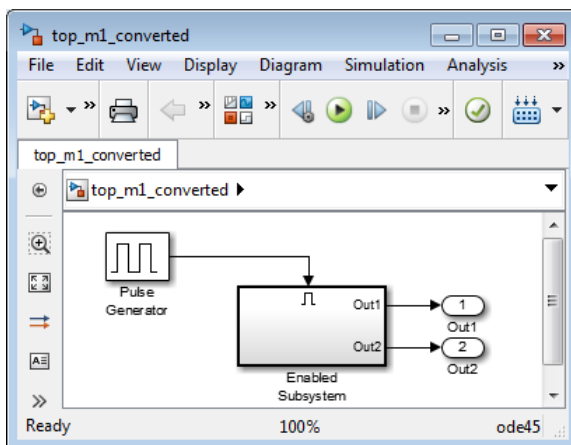 top_m1_converted
File Edit View Display Diagram Simulation Analysis »
» » » »
top_m1_converted
top_m1_converted
Pulse
Generator
Out1
Out2
1
Out1
2
Out2
Enabled
Subsystem
A
»
Ready 100% ode45